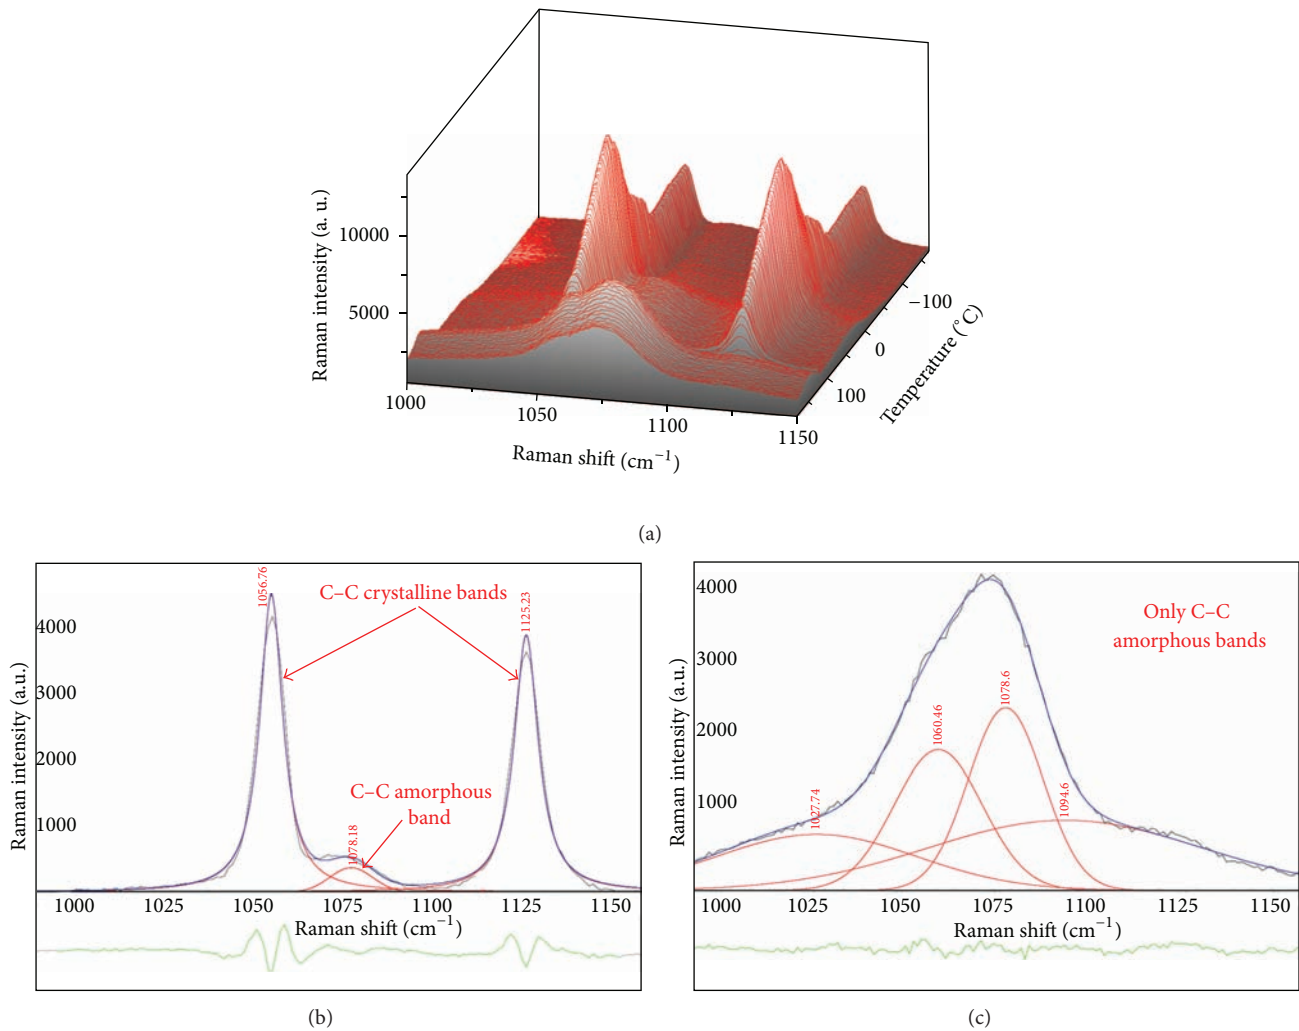 10000
5000
Raman intensity (a. u.)
1000
1050
1100
1150
Raman shift (cm⁻¹)
−100
0
100
Temperature (°C)
(a)
1056.76
C–C crystalline bands
1125.23
4000
3000
2000
1000
C–C amorphous
band
1078.18
Raman intensity (a.u.)
1000 1025 1050 1075 1100 1125 1150
Raman shift (cm⁻¹)
(b)
4000
3000
2000
1000
Only C–C
amorphous bands
1078.6
1060.46
1027.74
1094.6
Raman intensity (a.u.)
1000 1025 1050 1075 1100 1125 1150
Raman shift (cm⁻¹)
(c)